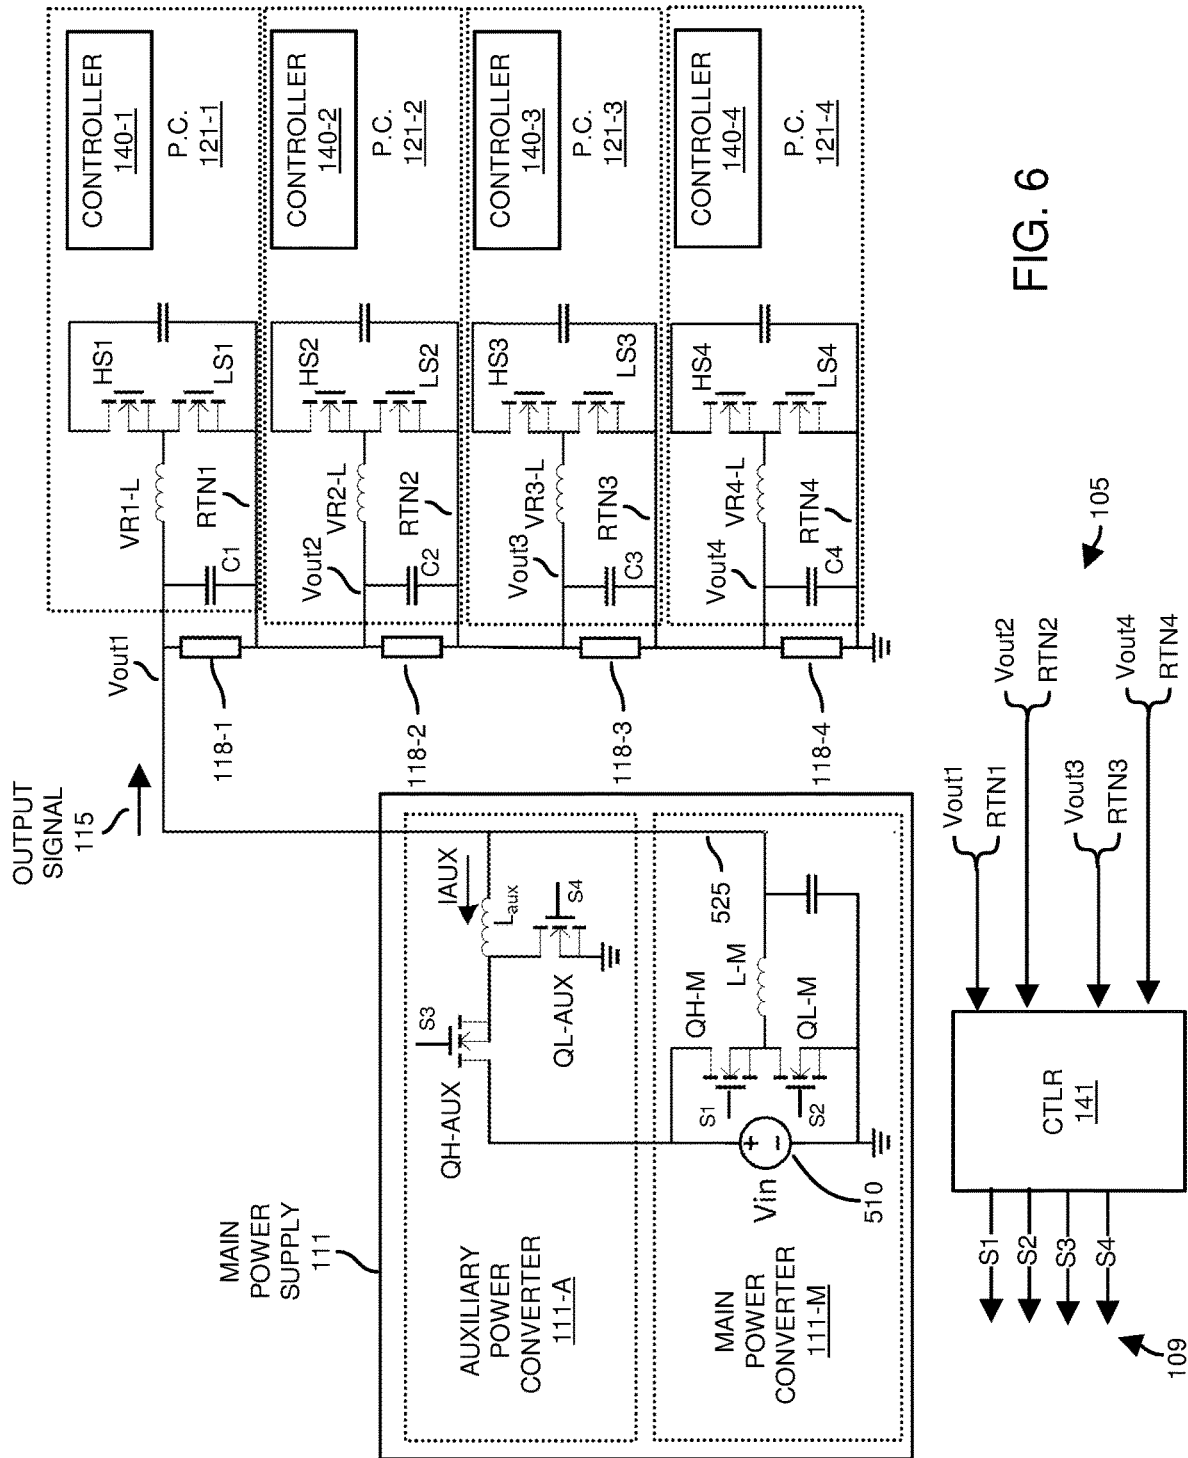 OUTPUT
SIGNAL
115
Vout1
118-1
118-2
118-3
118-4
MAIN
POWER
SUPPLY
111
AUXILIARY POWER
CONVERTER
111-A
QH-AUX
S3
IAUX
Laux
S4
QL-AUX
MAIN
POWER
CONVERTER
111-M
Vin
+
–
510
QH-M
S1
L-M
S2
QL-M
525
VR1-L
HS1
LS1
RTN1
C1
CONTROLLER
140-1
P.C.
121-1
Vout2
VR2-L
HS2
LS2
RTN2
C2
CONTROLLER
140-2
P.C.
121-2
Vout3
VR3-L
HS3
LS3
RTN3
C3
CONTROLLER
140-3
P.C.
121-3
Vout4
VR4-L
HS4
LS4
RTN4
C4
CONTROLLER
140-4
P.C.
121-4
S1
S2
S3
S4
109
CTLR
141
Vout1
RTN1
Vout2
RTN2
Vout3
RTN3
Vout4
RTN4
105
FIG. 6